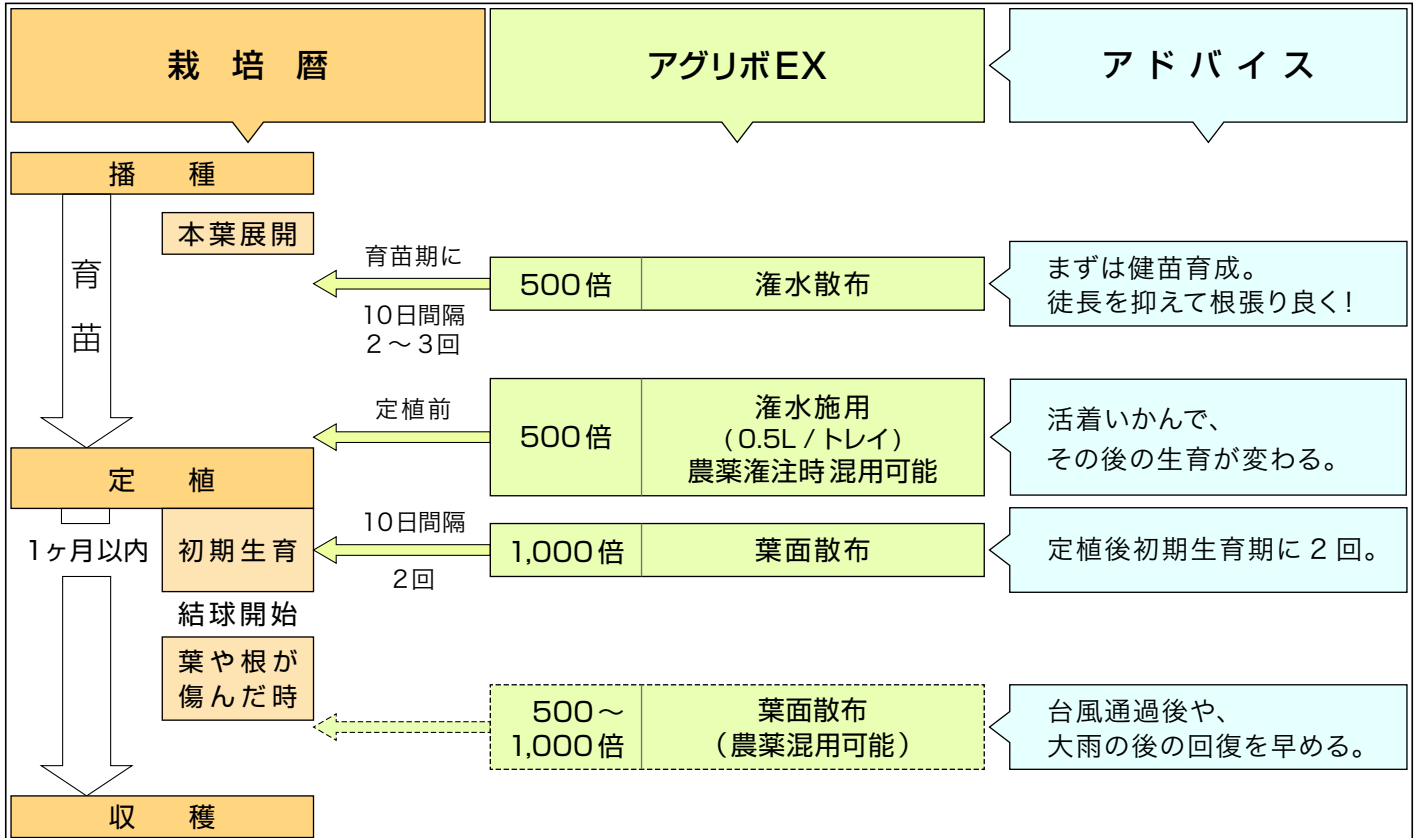 栽培暦
アグリボEX
アドバイス
播種
本葉展開
育苗
育苗期に
10日間隔
2〜3回
500倍
潅水散布
まずは健苗育成。
徒長を抑えて根張り良く!
定植前
500倍
潅水施用
(0.5L / トレイ)
農薬潅注時混用可能
活着いかんで、
その後の生育が変わる。
定植
1ヶ月以内
初期生育
10日間隔
2回
1,000倍
葉面散布
定植後初期生育期に2回。
結球開始
葉や根が
傷んだ時
500〜
1,000倍
葉面散布
(農薬混用可能)
台風通過後や、
大雨の後の回復を早める。
収穫